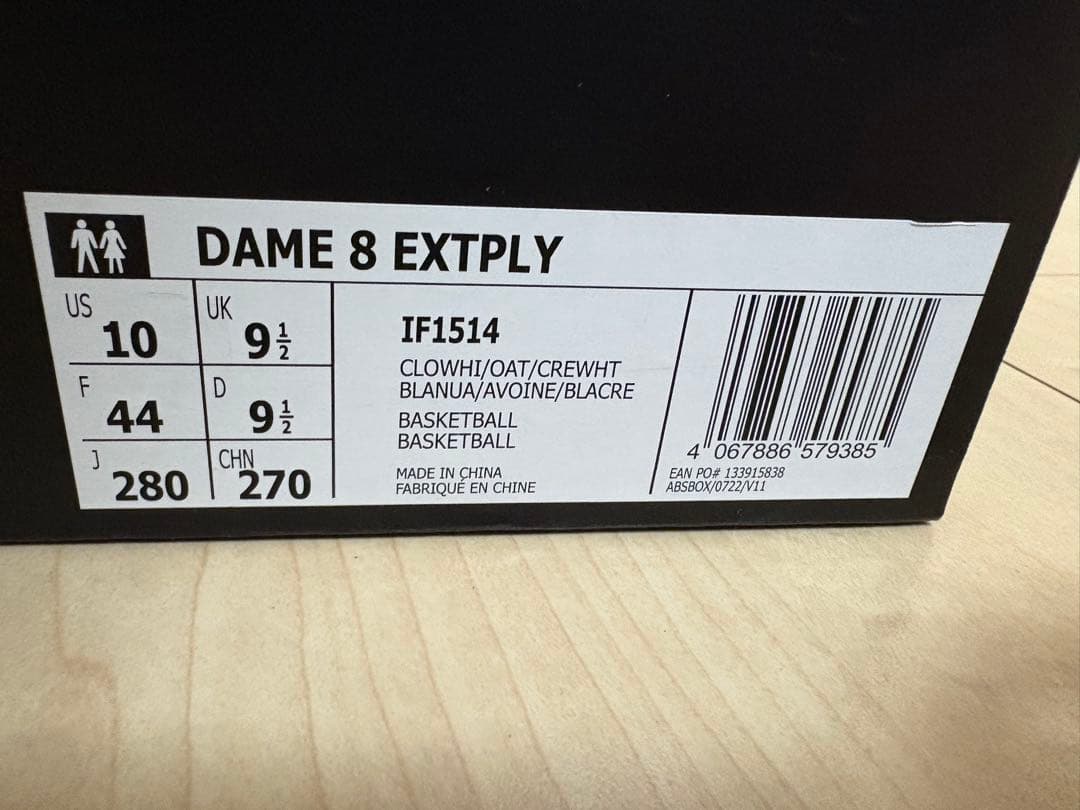 DAME 8 EXTPLY
US 10 UK 9½
F 44 D 9½
J 280 CHN 270
IF1514
CLOWHI/OAT/CREWHT
BLANUA/AVOINE/BLACRE
BASKETBALL
BASKETBALL
MADE IN CHINA
FABRIQUÉ EN CHINE
4 067886 579385
EAN PO# 133915838
ABSBOX/0722/V11